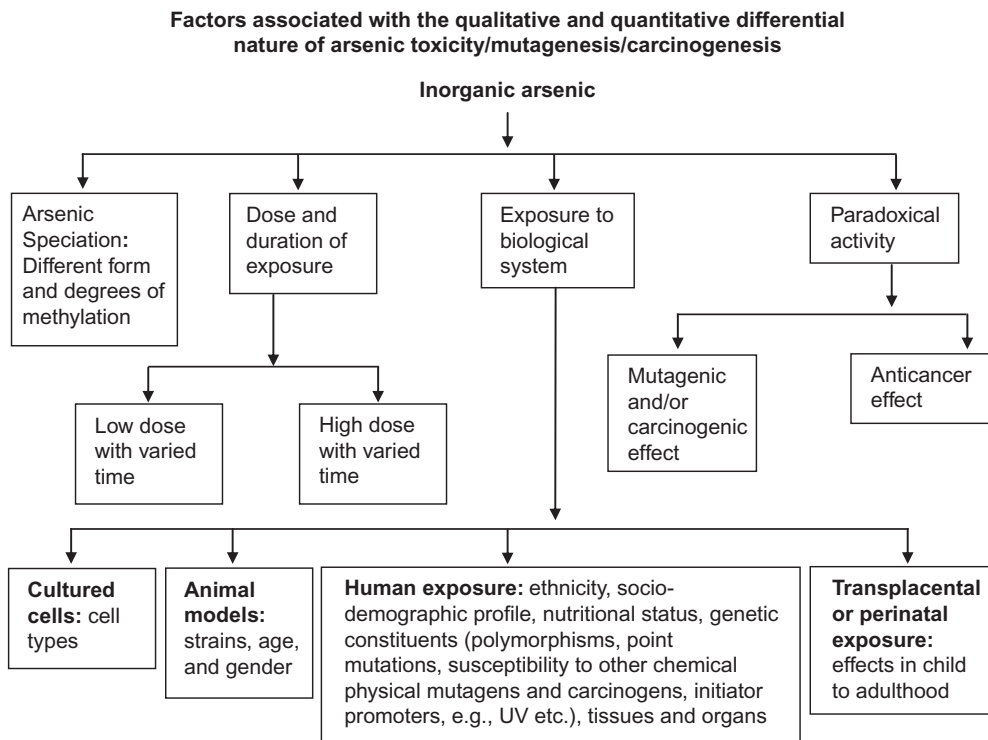 Factors associated with the qualitative and quantitative differential
nature of arsenic toxicity/mutagenesis/carcinogenesis
Inorganic arsenic
Arsenic
Speciation:
Different form
and degrees of
methylation
Dose and
duration of
exposure
Exposure to
biological
system
Paradoxical
activity
Low dose
with varied
time
High dose
with varied
time
Mutagenic
and/or
carcinogenic
effect
Anticancer
effect
Cultured
cells: cell
types
Animal
models:
strains, age,
and gender
Human exposure: ethnicity, socio-
demographic profile, nutritional status, genetic
constituents (polymorphisms, point
mutations, susceptibility to other chemical
physical mutagens and carcinogens, initiator
promoters, e.g., UV etc.), tissues and organs
Transplacental
or perinatal
exposure:
effects in child
to adulthood